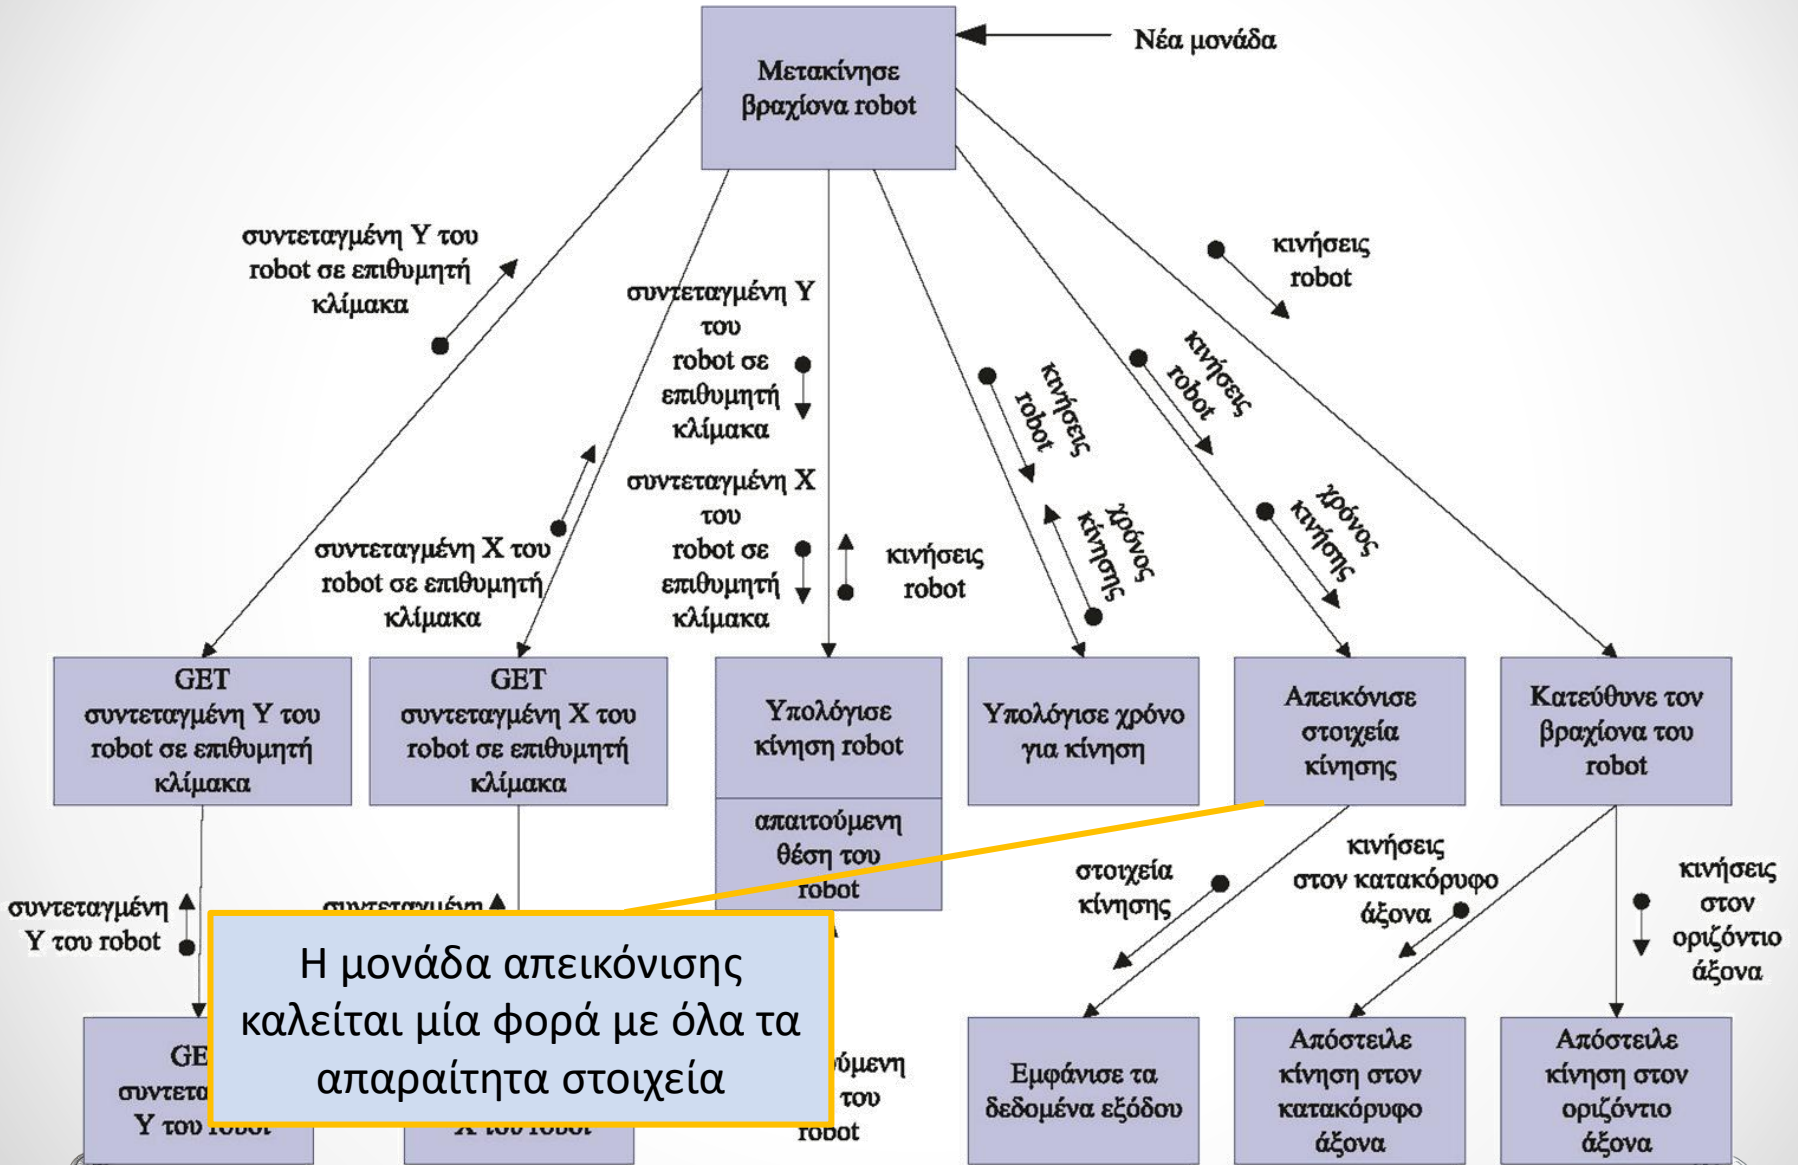 Νέα μονάδα
Μετακίνησε
βραχίονα robot
συντεταγμένη Υ του
robot σε επιθυμητή
κλίμακα
κινήσεις
robot
συντεταγμένη Υ
του
robot σε
επιθυμητή
κλίμακα
κινήσεις
robot
κινήσεις
robot
συντεταγμένη Χ του
robot σε επιθυμητή
κλίμακα
συντεταγμένη Χ
του
robot σε
επιθυμητή
κλίμακα
κινήσεις
robot
χρόνος
κίνησης
χρόνος
κίνησης
GET
συντεταγμένη Υ του
robot σε επιθυμητή
κλίμακα
GET
συντεταγμένη Χ του
robot σε επιθυμητή
κλίμακα
Υπολόγισε
κίνηση robot
απαιτούμενη
θέση του
robot
Υπολόγισε χρόνο
για κίνηση
Απεικόνισε
στοιχεία
κίνησης
Κατεύθυνε τον
βραχίονα του
robot
συντεταγμένη
Υ του robot
συντεταγμένη
στοιχεία
κίνησης
κινήσεις
στον κατακόρυφο
άξονα
κινήσεις
στον
οριζόντιο
άξονα
Η μονάδα απεικόνισης
καλείται μία φορά με όλα τα
απαραίτητα στοιχεία
Υ του robot
Χ του robot
του
robot
Εμφάνισε τα
δεδομένα εξόδου
Απόστειλε
κίνηση στον
κατακόρυφο
άξονα
Απόστειλε
κίνηση στον
οριζόντιο
άξονα